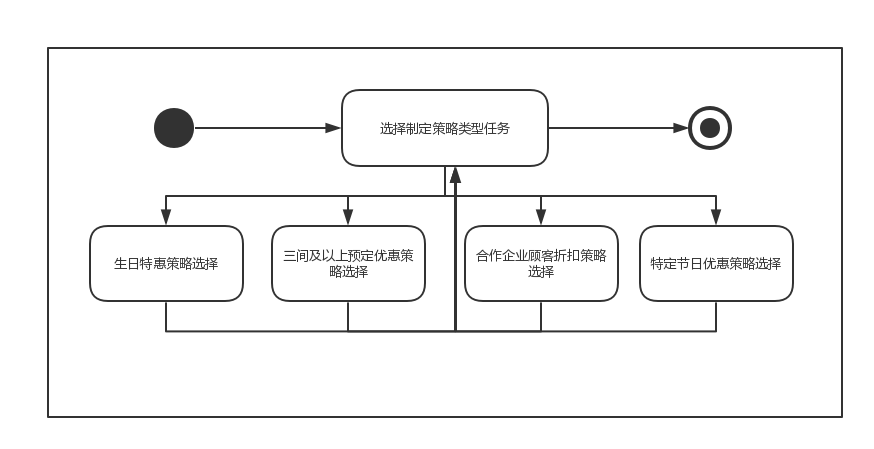 选择制定策略类型任务
生日特惠策略选择
三间及以上预定优惠策
略选择
合作企业顾客折扣策略
选择
特定节日优惠策略选择